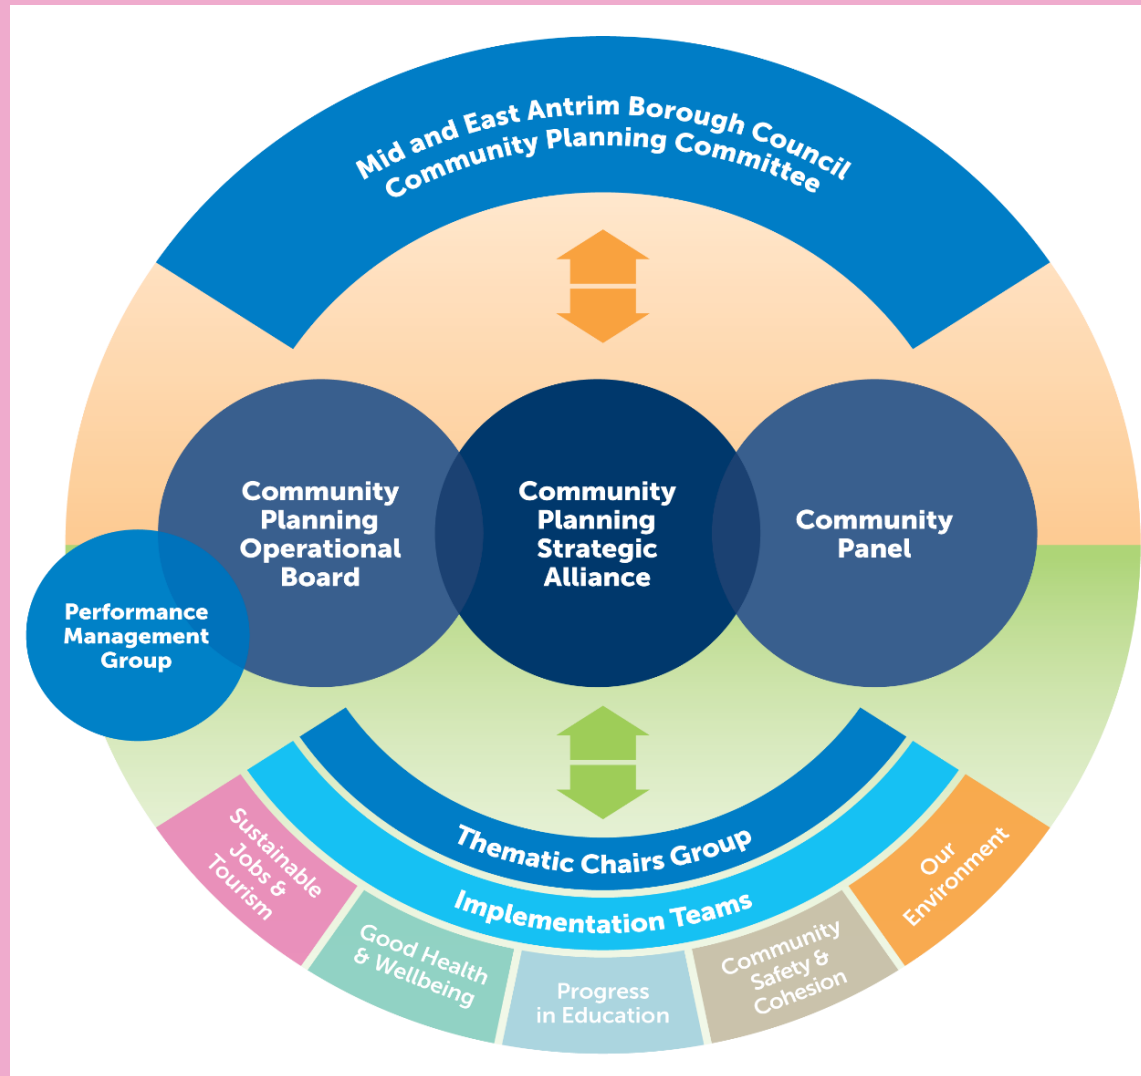 Mid and East Antrim Borough Council
Community Planning Committee
Community
Planning
Operational
Board
Community
Planning
Strategic
Alliance
Community
Panel
Performance
Management
Group
Thematic Chairs Group
Implementation Teams
Sustainable
Jobs &
Tourism
Good Health
& Wellbeing
Progress
in Education
Community
Safety &
Cohesion
Our
Environment